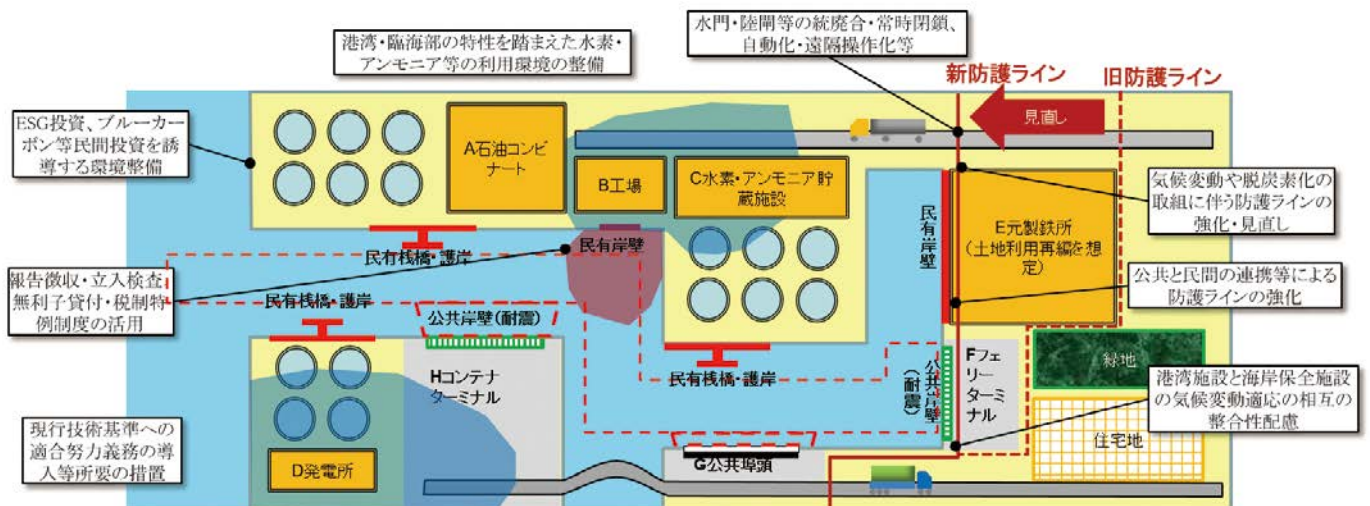 水門・陸閘等の統廃合・常時閉鎖、
自動化・遠隔操作化等
港湾・臨海部の特性を踏まえた水素・
アンモニア等の利用環境の整備
新防護ライン
旧防護ライン
見直し
ESG投資、ブルーカー
ボン等民間投資を誘
導する環境整備
A石油コンビ
ナート
B工場
C水素・アンモニア貯
蔵施設
気候変動や脱炭素化の
取組に伴う防護ラインの
強化・見直し
民有岸壁
E元製鉄所
(土地利用再編を想
定)
民有桟橋・護岸
民有岸壁
報告徴収・立入検査、
無利子貸付・税制特
例制度の活用
民有桟橋・護岸
公共岸壁(耐震)
公共と民間の連携等による
防護ラインの強化
Hコンテナ
ターミナル
民有桟橋・護岸
公共岸壁
(耐震)
Fフェ
リー
ターミ
ナル
緑地
港湾施設と海岸保全施設
の気候変動適応の相互の
整合性配慮
現行技術基準への
適合努力義務の導
入等所要の措置
住宅地
D発電所
G公共埠頭